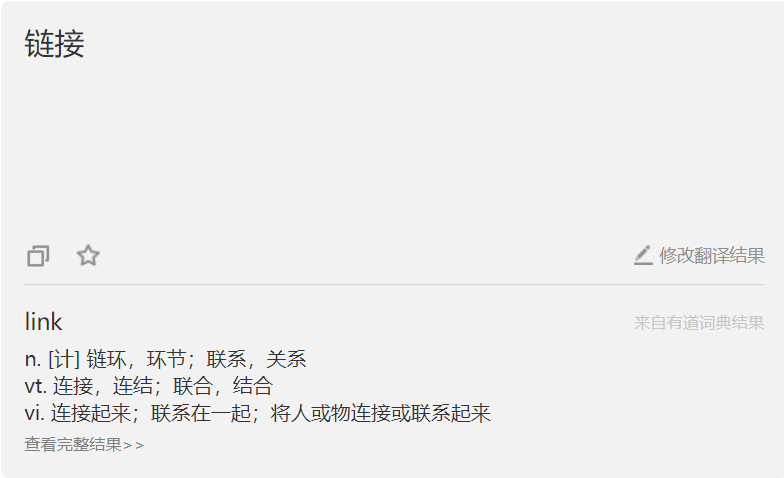 链接
修改翻译结果
link
来自有道词典结果
n. [计] 链环，环节；联系，关系
vt. 连接，连结；联合，结合
vi. 连接起来；联系在一起；将人或物连接或联系起来
查看完整结果>>